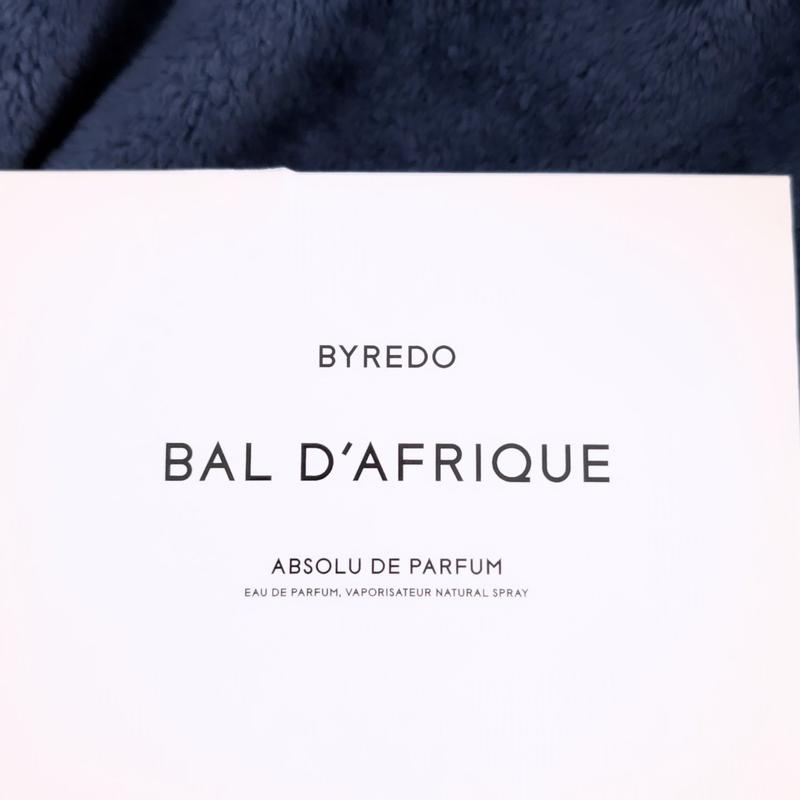 BYREDO
BAL D'AFRIQUE
ABSOLU DE PARFUM
EAU DE PARFUM, VAPORISATEUR NATURAL SPRAY